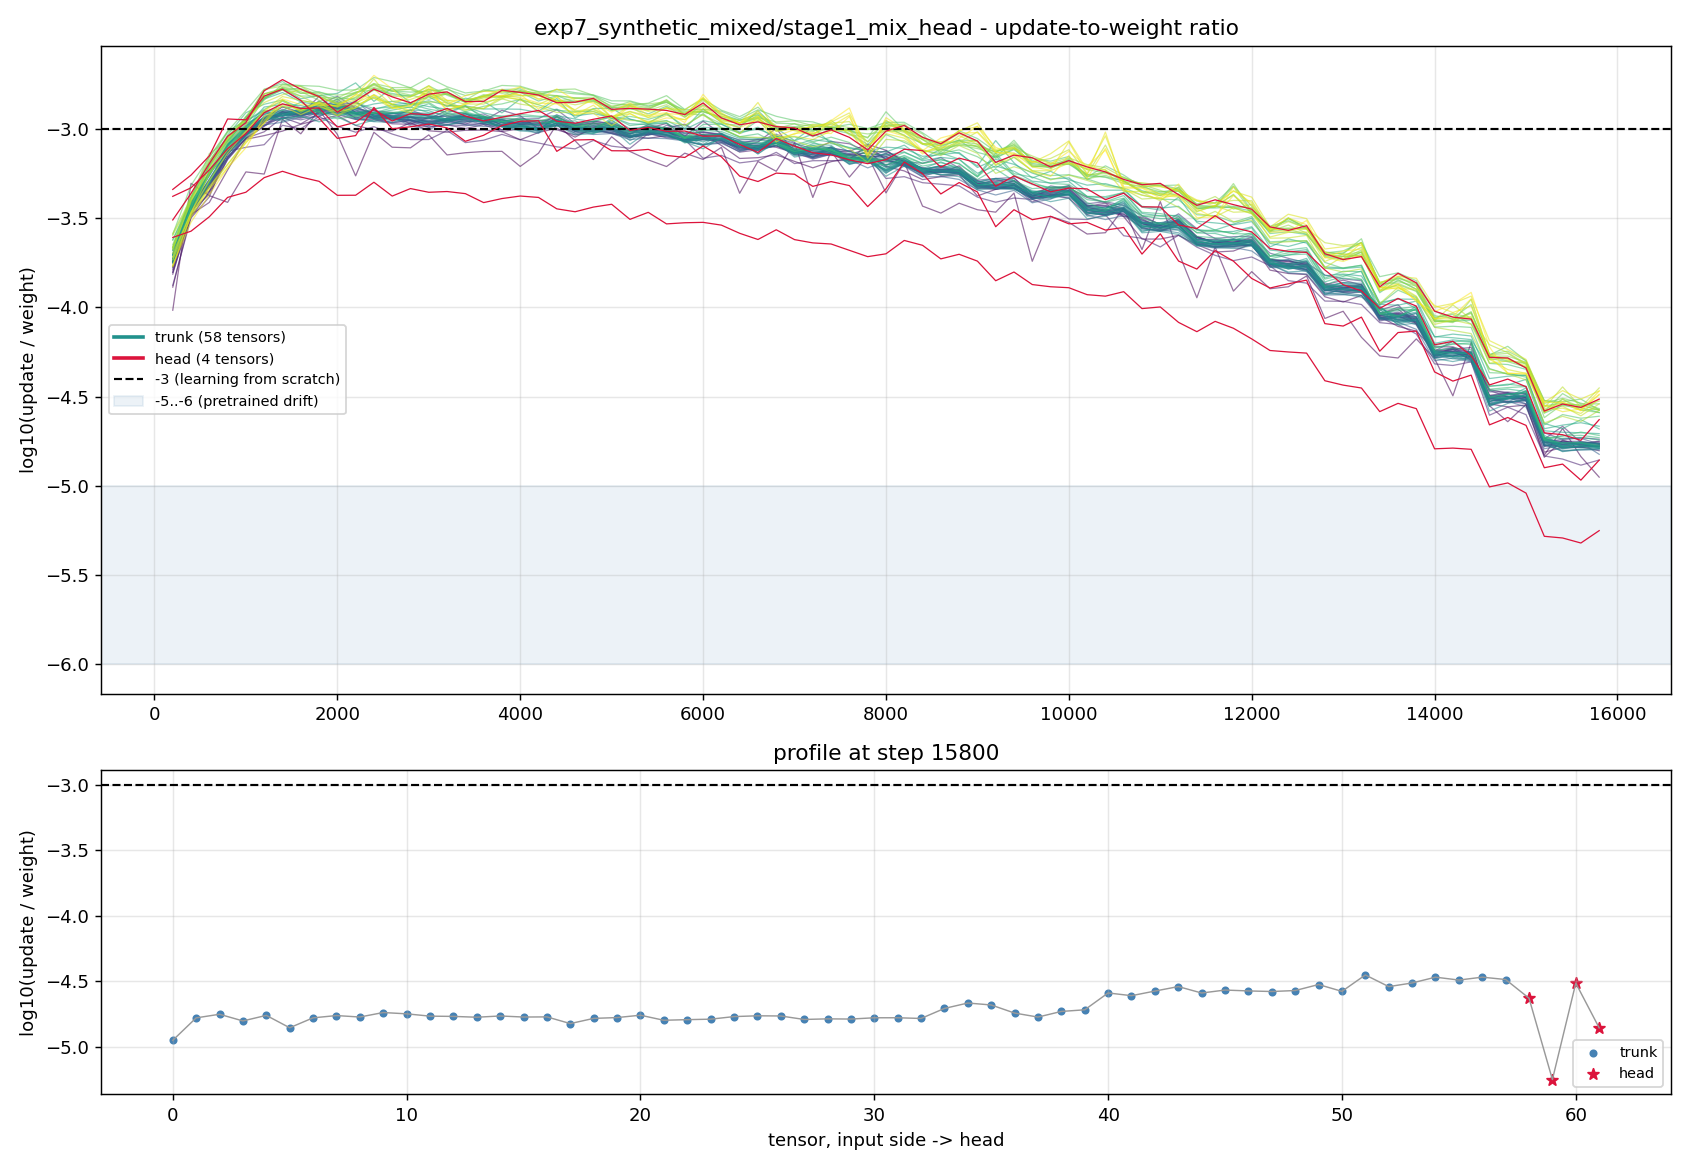 exp7_synthetic_mixed/stage1_mix_head - update-to-weight ratio
log10(update / weight)
−3.0
−3.5
−4.0
−4.5
−5.0
−5.5
−6.0
trunk (58 tensors)
head (4 tensors)
-3 (learning from scratch)
-5..-6 (pretrained drift)
0 2000 4000 6000 8000 10000 12000 14000 16000
profile at step 15800
log10(update / weight)
−3.0
−3.5
−4.0
−4.5
−5.0
trunk
head
0 10 20 30 40 50 60
tensor, input side -> head